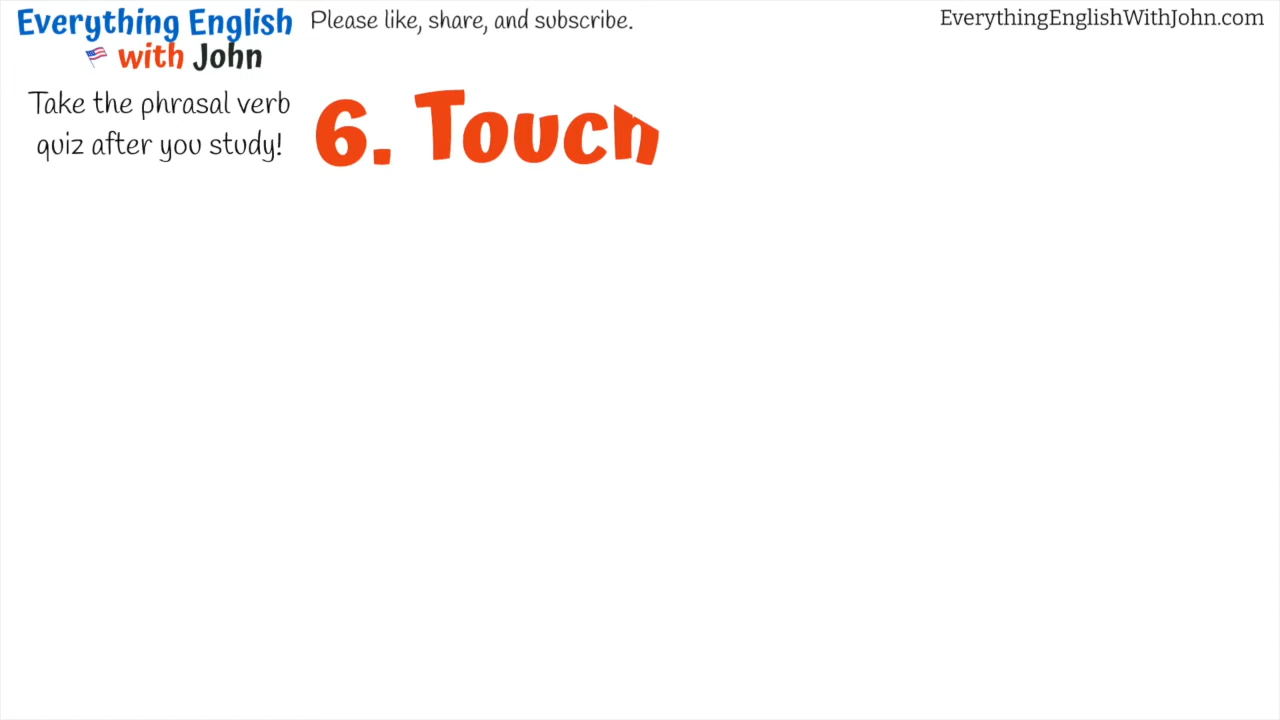 Everything English
with John
Please like, share, and subscribe.
EverythingEnglishWithJohn.com
Take the phrasal verb
quiz after you study!
6. Touch